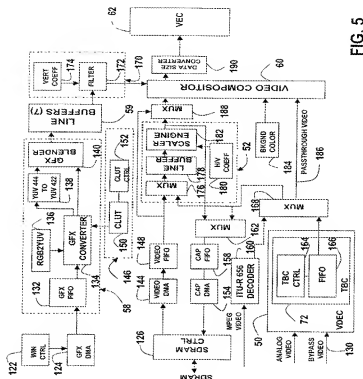 FIG. 5
62
VEC
190
DATA SIZE CONVERTER
174
VERT COEFF
170
172
FILTER
60
VIDEO COMPOSITOR
LINE BUFFERS (7)
59
188
MUX
BKGND COLOR
184
PASSTHROUGH VIDEO
186
140
GFX BLENDER
YUV 444 TO YUV 422
138
136
RGB2YUV
GFX CONVERTER
134
132
GFX FIFO
58
152
CLUT CTRL
CLUT
150
146
182
SCALER ENGINE
52
LINE BUFFER
178
H/V COEFF
180
MUX
176
MUX
162
MUX
168
122
WIN CTRL
124
GFX DMA
148
VIDEO FIFO
144
VIDEO DMA
CAP FIFO
158
CAP DMA
154
160
ITU-R 656 DECODER
MPEG VIDEO
126
SDRAM CTRL
SDRAM
164
TBC CTRL
FIFO
166
TBC
72
50
VDEC
ANALOG VIDEO
BYPASS VIDEO
130